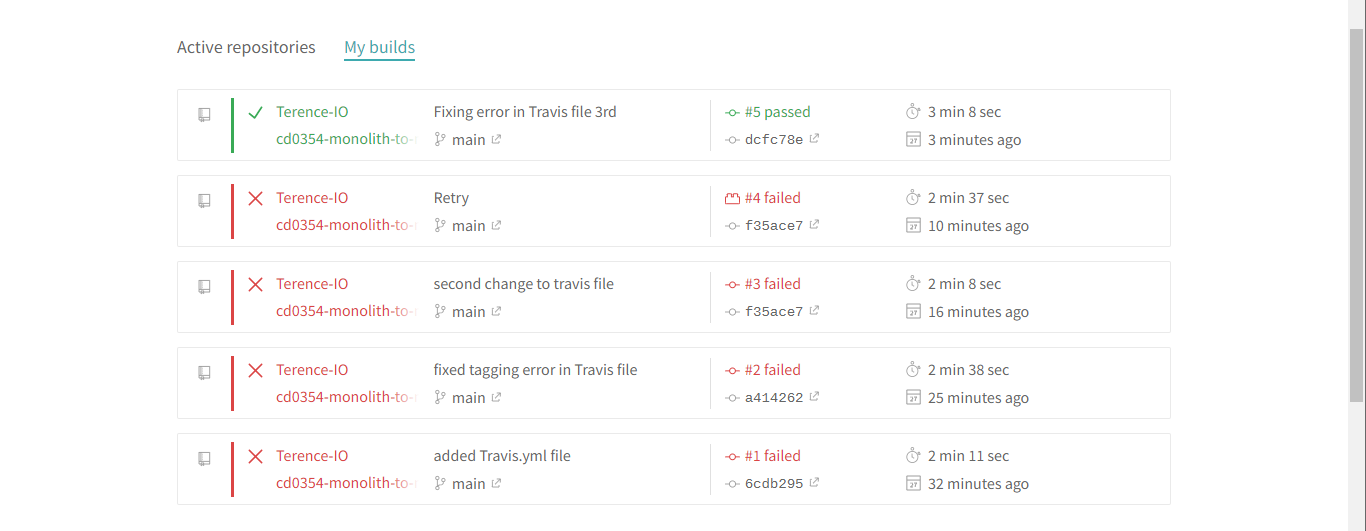 Active repositories My builds
Terence-IO Fixing error in Travis file 3rd #5 passed 3 min 8 sec
cd0354-monolith-to- main dcfc78e 3 minutes ago
Terence-IO Retry #4 failed 2 min 37 sec
cd0354-monolith-to- main f35ace7 10 minutes ago
Terence-IO second change to travis file #3 failed 2 min 8 sec
cd0354-monolith-to- main f35ace7 16 minutes ago
Terence-IO fixed tagging error in Travis file #2 failed 2 min 38 sec
cd0354-monolith-to- main a414262 25 minutes ago
Terence-IO added Travis.yml file #1 failed 2 min 11 sec
cd0354-monolith-to- main 6cdb295 32 minutes ago